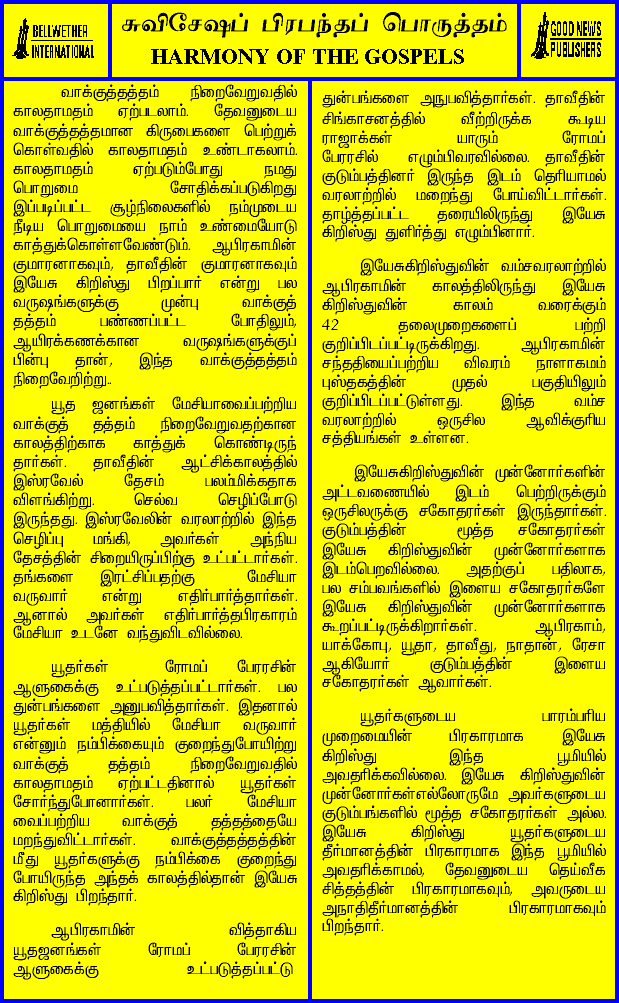 BELLWETHER
INTERNATIONAL
சுவிசேஷப் பிரபந்தப் பொருத்தம்
HARMONY OF THE GOSPELS
GOOD NEWS
PUBLISHERS
வாக்குத்தத்தம் நிறைவேறுவதில்
காலதாமதம் ஏற்படலாம். தேவனுடைய
வாக்குத்தத்தமான கிருபைகளை பெற்றுக்
கொள்வதில் காலதாமதம் உண்டாகலாம்.
காலதாமதம் ஏற்படும்போது நமது
பொறுமை சோதிக்கப்படுகிறது
இப்படிப்பட்ட சூழ்நிலைகளில் நம்முடைய
நீடிய பொறுமையை நாம் உண்மையோடு
காத்துக்கொள்ளவேண்டும். ஆபிரகாமின்
குமாரனாகவும், தாவீதின் குமாரனாகவும்
இயேசு கிறிஸ்து பிறப்பார் என்று பல
வருஷங்களுக்கு முன்பு வாக்குத்
தத்தம் பண்ணப்பட்ட போதிலும்,
ஆயிரக்கணக்கான வருஷங்களுக்குப்
பின்பு தான், இந்த வாக்குத்தத்தம்
நிறைவேறிற்று..
யூத ஜனங்கள் மேசியாவைப்பற்றிய
வாக்குத் தத்தம் நிறைவேறுவதற்கான
காலத்திற்காக காத்துக் கொண்டிருந்
தார்கள். தாவீதின் ஆட்சிக்காலத்தில்
இஸ்ரவேல் தேசம் பலம்மிக்கதாக
விளங்கிற்று. செல்வ செழிப்போடு
இருந்தது. இஸ்ரவேலின் வரலாற்றில் இந்த
செழிப்பு மங்கி, அவர்கள் அந்நிய
தேசத்தின் சிறையிருப்பிற்கு உட்பட்டார்கள்.
தங்களை இரட்சிப்பதற்கு மேசியா
வருவார் என்று எதிர்பார்த்தார்கள்.
ஆனால் அவர்கள் எதிர்பார்த்தபிரகாரம்
மேசியா உடனே வந்துவிடவில்லை.
யூதர்கள் ரோமப் பேரரசின்
ஆளுகைக்கு உட்படுத்தப்பட்டார்கள். பல
துன்பங்களை அனுபவித்தார்கள். இதனால்
யூதர்கள் மத்தியில் மேசியா வருவார்
என்னும் நம்பிக்கையும் குறைந்துபோயிற்று
வாக்குத் தத்தம் நிறைவேறுவதில்
காலதாமதம் ஏற்பட்டதினால் யூதர்கள்
சோர்ந்துபோனார்கள். பலர் மேசியா
வைப்பற்றிய வாக்குத் தத்தத்தையே
மறந்துவிட்டார்கள். வாக்குத்தத்தத்தின்
மீது யூதர்களுக்கு நம்பிக்கை குறைந்து
போயிருந்த அந்தக் காலத்தில்தான் இயேசு
கிறிஸ்து பிறந்தார்.
ஆபிரகாமின் வித்தாகிய
யூதஜனங்கள் ரோமப் பேரரசின்
ஆளுகைக்கு உட்படுத்தப்பட்டு
துன்பங்களை அநுபவித்தார்கள். தாவீதின்
சிங்காசனத்தில் வீற்றிருக்க கூடிய
ராஜாக்கள் யாரும் ரோமப்
பேரரசில் எழும்பிவரவில்லை. தாவீதின்
குடும்பத்தினர் இருந்த இடம் தெரியாமல்
வரலாற்றில் மறைந்து போய்விட்டார்கள்.
தாழ்த்தப்பட்ட தரையிலிருந்து இயேசு
கிறிஸ்து துளிர்த்து எழும்பினார்.
இயேசுகிறிஸ்துவின் வம்சவரலாற்றில்
ஆபிரகாமின் காலத்திலிருந்து இயேசு
கிறிஸ்துவின் காலம் வரைக்கும்
42 தலைமுறைகளைப் பற்றி
குறிப்பிடப்பட்டிருக்கிறது. ஆபிரகாமின்
சந்ததியைப்பற்றிய விவரம் நாளாகமம்
புஸ்தகத்தின் முதல் பகுதியிலும்
குறிப்பிடப்பட்டுள்ளது. இந்த வம்ச
வரலாற்றில் ஒருசில ஆவிக்குரிய
சத்தியங்கள் உள்ளன.
இயேசுகிறிஸ்துவின் முன்னோர்களின்
அட்டவணையில் இடம் பெற்றிருக்கும்
ஒருசிலருக்கு சகோதரர்கள் இருந்தார்கள்.
குடும்பத்தின் மூத்த சகோதரர்கள்
இயேசு கிறிஸ்துவின் முன்னோர்களாக
இடம்பெறவில்லை. அதற்குப் பதிலாக,
பல சம்பவங்களில் இளைய சகோதரர்களே
இயேசு கிறிஸ்துவின் முன்னோர்களாக
கூறப்பட்டிருக்கிறார்கள். ஆபிரகாம்,
யாக்கோபு, யூதா, தாவீது, நாதான், ரேசா
ஆகியோர் குடும்பத்தின் இளைய
சகோதரர்கள் ஆவார்கள்.
யூதர்களுடைய பாரம்பரிய
முறைமையின் பிரகாரமாக இயேசு
கிறிஸ்து இந்த பூமியில்
அவதரிக்கவில்லை. இயேசு கிறிஸ்துவின்
முன்னோர்கள்எல்லோருமே அவர்களுடைய
குடும்பங்களில் மூத்த சகோதரர்கள் அல்ல.
இயேசு கிறிஸ்து யூதர்களுடைய
தீர்மானத்தின் பிரகாரமாக இந்த பூமியில்
அவதரிக்காமல், தேவனுடைய தெய்வீக
சித்தத்தின் பிரகாரமாகவும், அவருடைய
அநாதிதீர்மானத்தின் பிரகாரமாகவும்
பிறந்தார்.